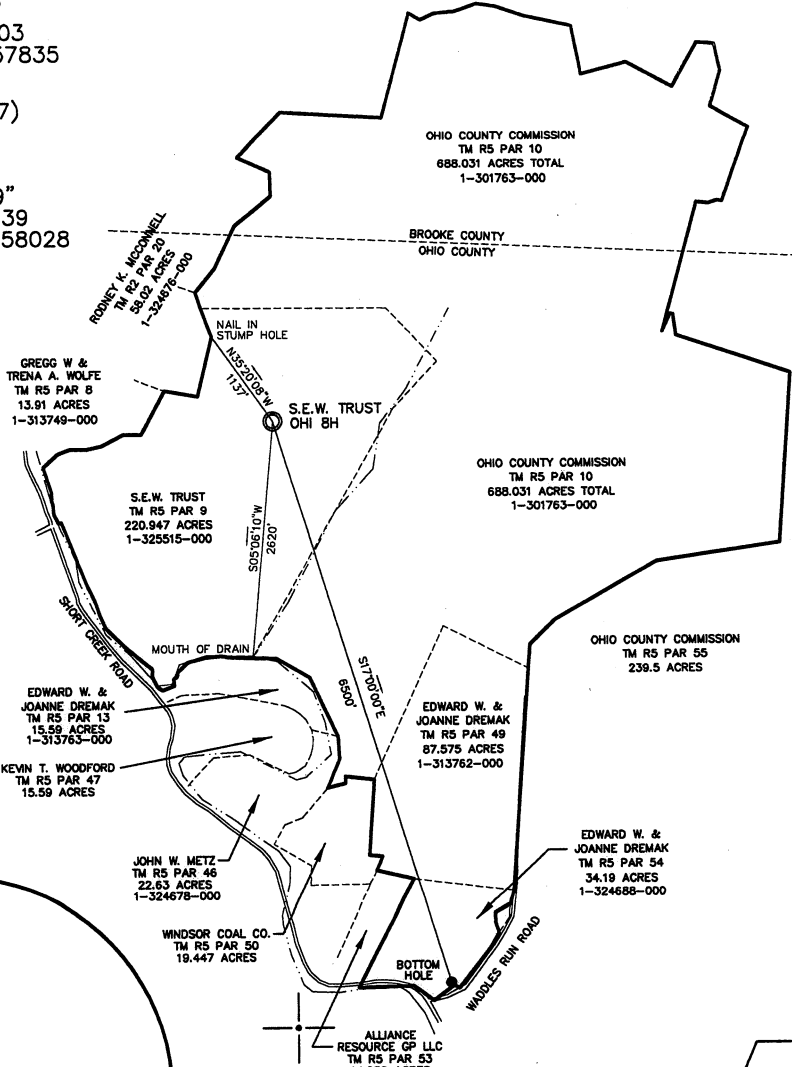 03
57835
7)
9"
39
58028
OHIO COUNTY COMMISSION
TM R5 PAR 10
688.031 ACRES TOTAL
1-301763-000
BROOKE COUNTY
OHIO COUNTY
RODNEY K. MCCONNELL
TM R2 PAR 20
58.02 ACRES
1-324676-000
NAIL IN
STUMP HOLE
N35°20'08"W
1137'
GREGG W &
TRENA A. WOLFE
TM R5 PAR 8
13.91 ACRES
1-313749-000
S.E.W. TRUST
OHI 8H
OHIO COUNTY COMMISSION
TM R5 PAR 10
688.031 ACRES TOTAL
1-301763-000
S.E.W. TRUST
TM R5 PAR 9
220.947 ACRES
1-325515-000
S05°06'10"W
2620'
SHORT CREEK ROAD
MOUTH OF DRAIN
OHIO COUNTY COMMISSION
TM R5 PAR 55
239.5 ACRES
S17°00'00"E
6500'
EDWARD W. &
JOANNE DREMAK
TM R5 PAR 13
15.59 ACRES
1-313763-000
EDWARD W. &
JOANNE DREMAK
TM R5 PAR 49
87.575 ACRES
1-313762-000
KEVIN T. WOODFORD
TM R5 PAR 47
15.59 ACRES
JOHN W. METZ
TM R5 PAR 46
22.63 ACRES
1-324678-000
EDWARD W. &
JOANNE DREMAK
TM R5 PAR 54
34.19 ACRES
1-324688-000
WINDSOR COAL CO.
TM R5 PAR 50
19.447 ACRES
BOTTOM
HOLE
WADDLES RUN ROAD
ALLIANCE
RESOURCE GP LLC
TM R5 PAR 53